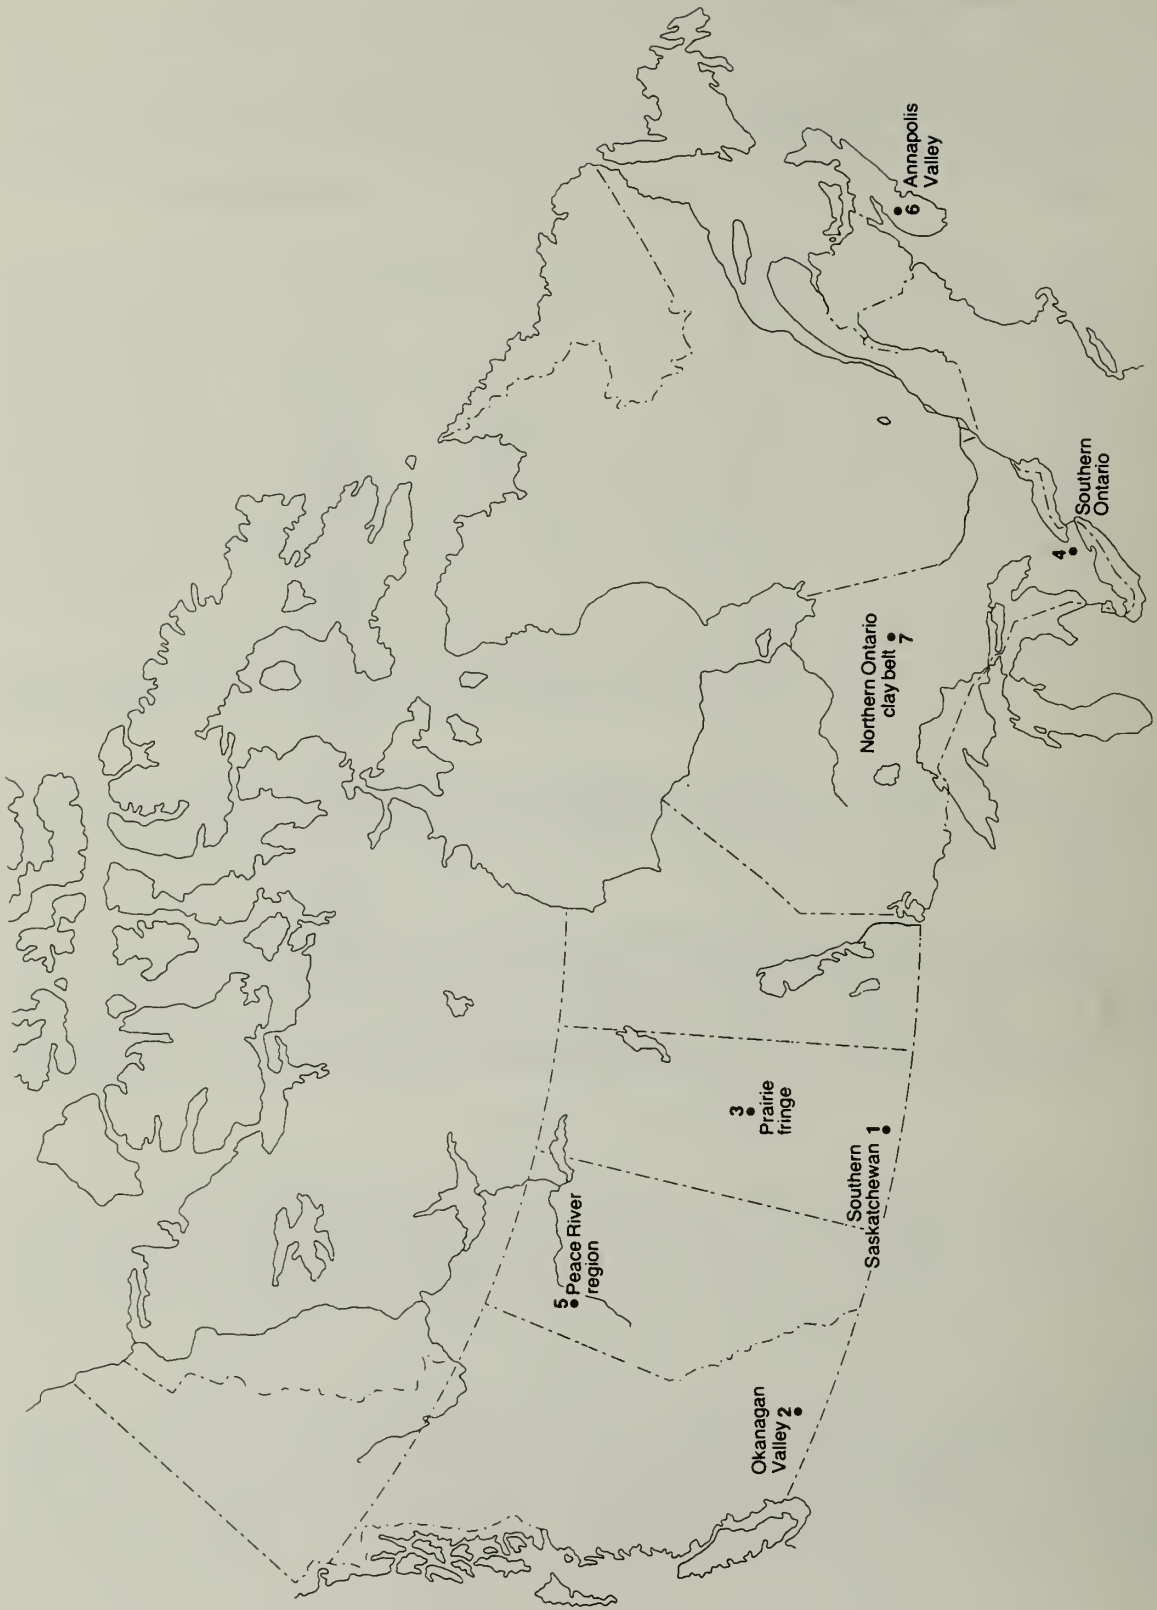 5
Peace River
region
Okanagan
Valley 2
3
Prairie
fringe
Southern
Saskatchewan 1
Northern Ontario
clay belt
7
4
Southern
Ontario
6 Annapolis
Valley